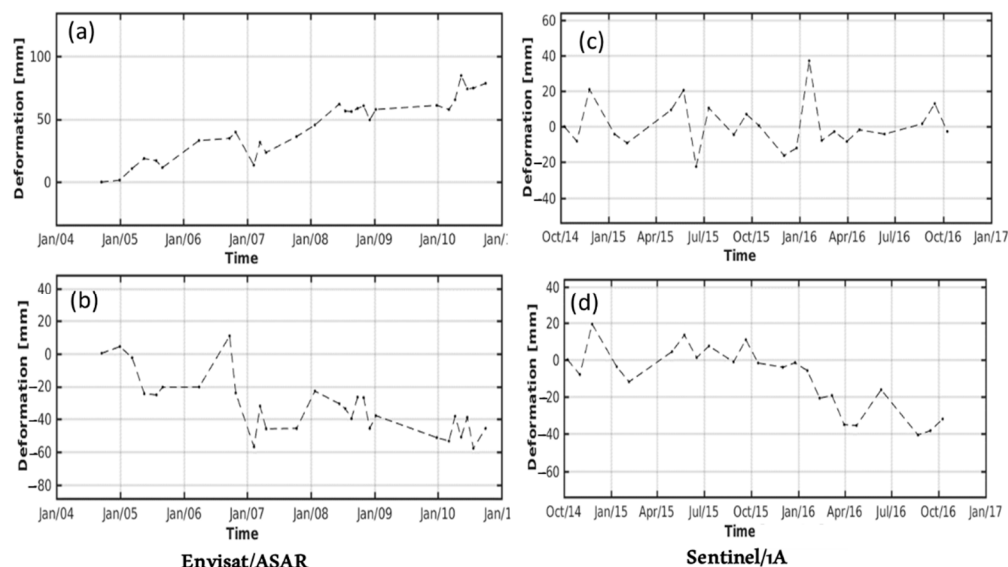 (a)
Deformation [mm]
100
50
0
Jan/04 Jan/05 Jan/06 Jan/07 Jan/08 Jan/09 Jan/10 Jan/1
Time
(b)
Deformation [mm]
40
20
0
−20
−40
−60
−80
Jan/04 Jan/05 Jan/06 Jan/07 Jan/08 Jan/09 Jan/10 Jan/1
Time
Envisat/ASAR
(c)
Deformation [mm]
60
40
20
0
−20
−40
Oct/14 Jan/15 Apr/15 Jul/15 Oct/15 Jan/16 Apr/16 Jul/16 Oct/16 Jan/17
Time
(d)
Deformation [mm]
40
20
0
−20
−40
−60
Oct/14 Jan/15 Apr/15 Jul/15 Oct/15 Jan/16 Apr/16 Jul/16 Oct/16 Jan/17
Time
Sentinel/1A